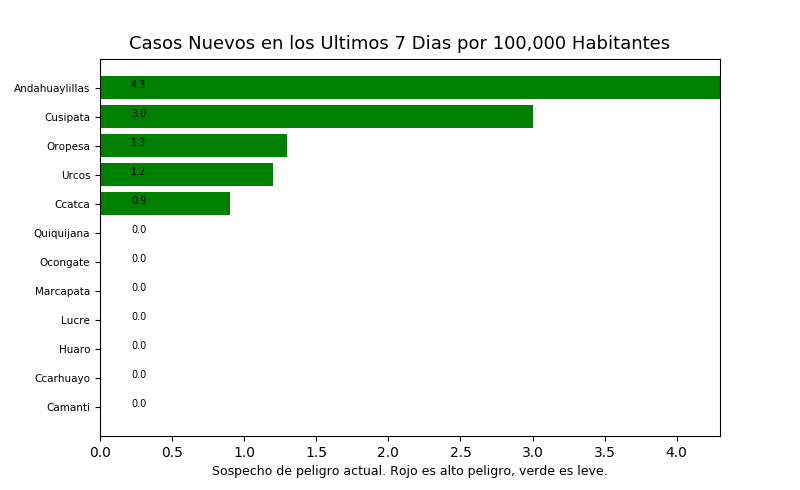 Casos Nuevos en los Ultimos 7 Dias por 100,000 Habitantes
Andahuaylillas 4.3
Cusipata 3.0
Oropesa 1.3
Urcos 1.2
Ccatca 0.9
Quiquijana 0.0
Ocongate 0.0
Marcapata 0.0
Lucre 0.0
Huaro 0.0
Ccarhuayo 0.0
Camanti 0.0
0.0 0.5 1.0 1.5 2.0 2.5 3.0 3.5 4.0
Sospecho de peligro actual. Rojo es alto peligro, verde es leve.